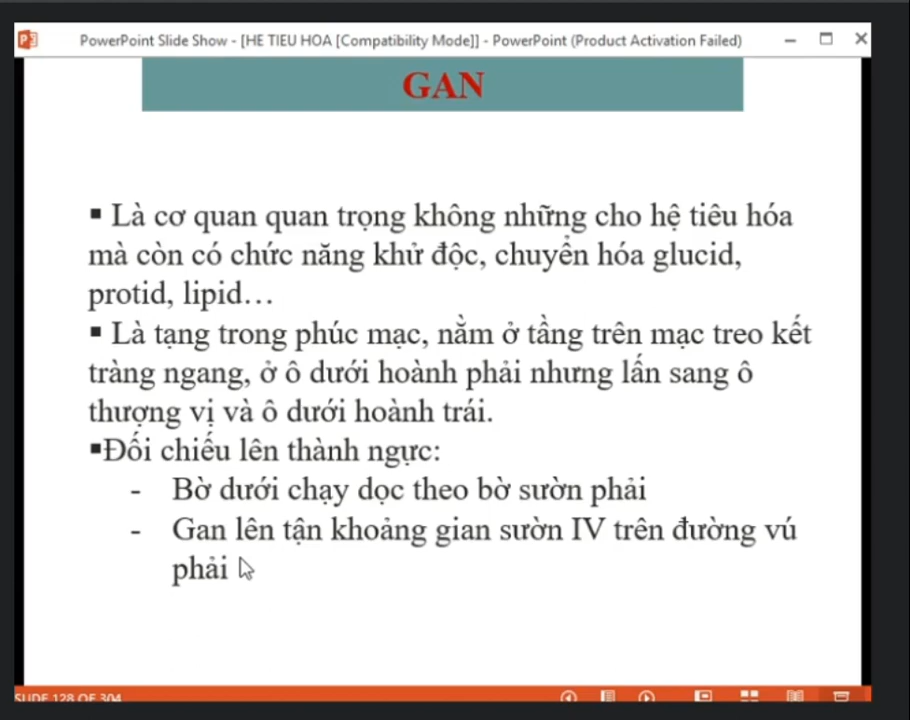 PowerPoint Slide Show - [HE TIEU HOA [Compatibility Mode]] - PowerPoint (Product Activation Failed)
GAN
▪ Là cơ quan quan trọng không những cho hệ tiêu hóa
mà còn có chức năng khử độc, chuyển hóa glucid,
protid, lipid…
▪ Là tạng trong phúc mạc, nằm ở tầng trên mạc treo kết
tràng ngang, ở ô dưới hoành phải nhưng lấn sang ô
thượng vị và ô dưới hoành trái.
▪Đối chiếu lên thành ngực:
- Bờ dưới chạy dọc theo bờ sườn phải
- Gan lên tận khoảng gian sườn IV trên đường vú
phải
SLIDE 128 OF 304